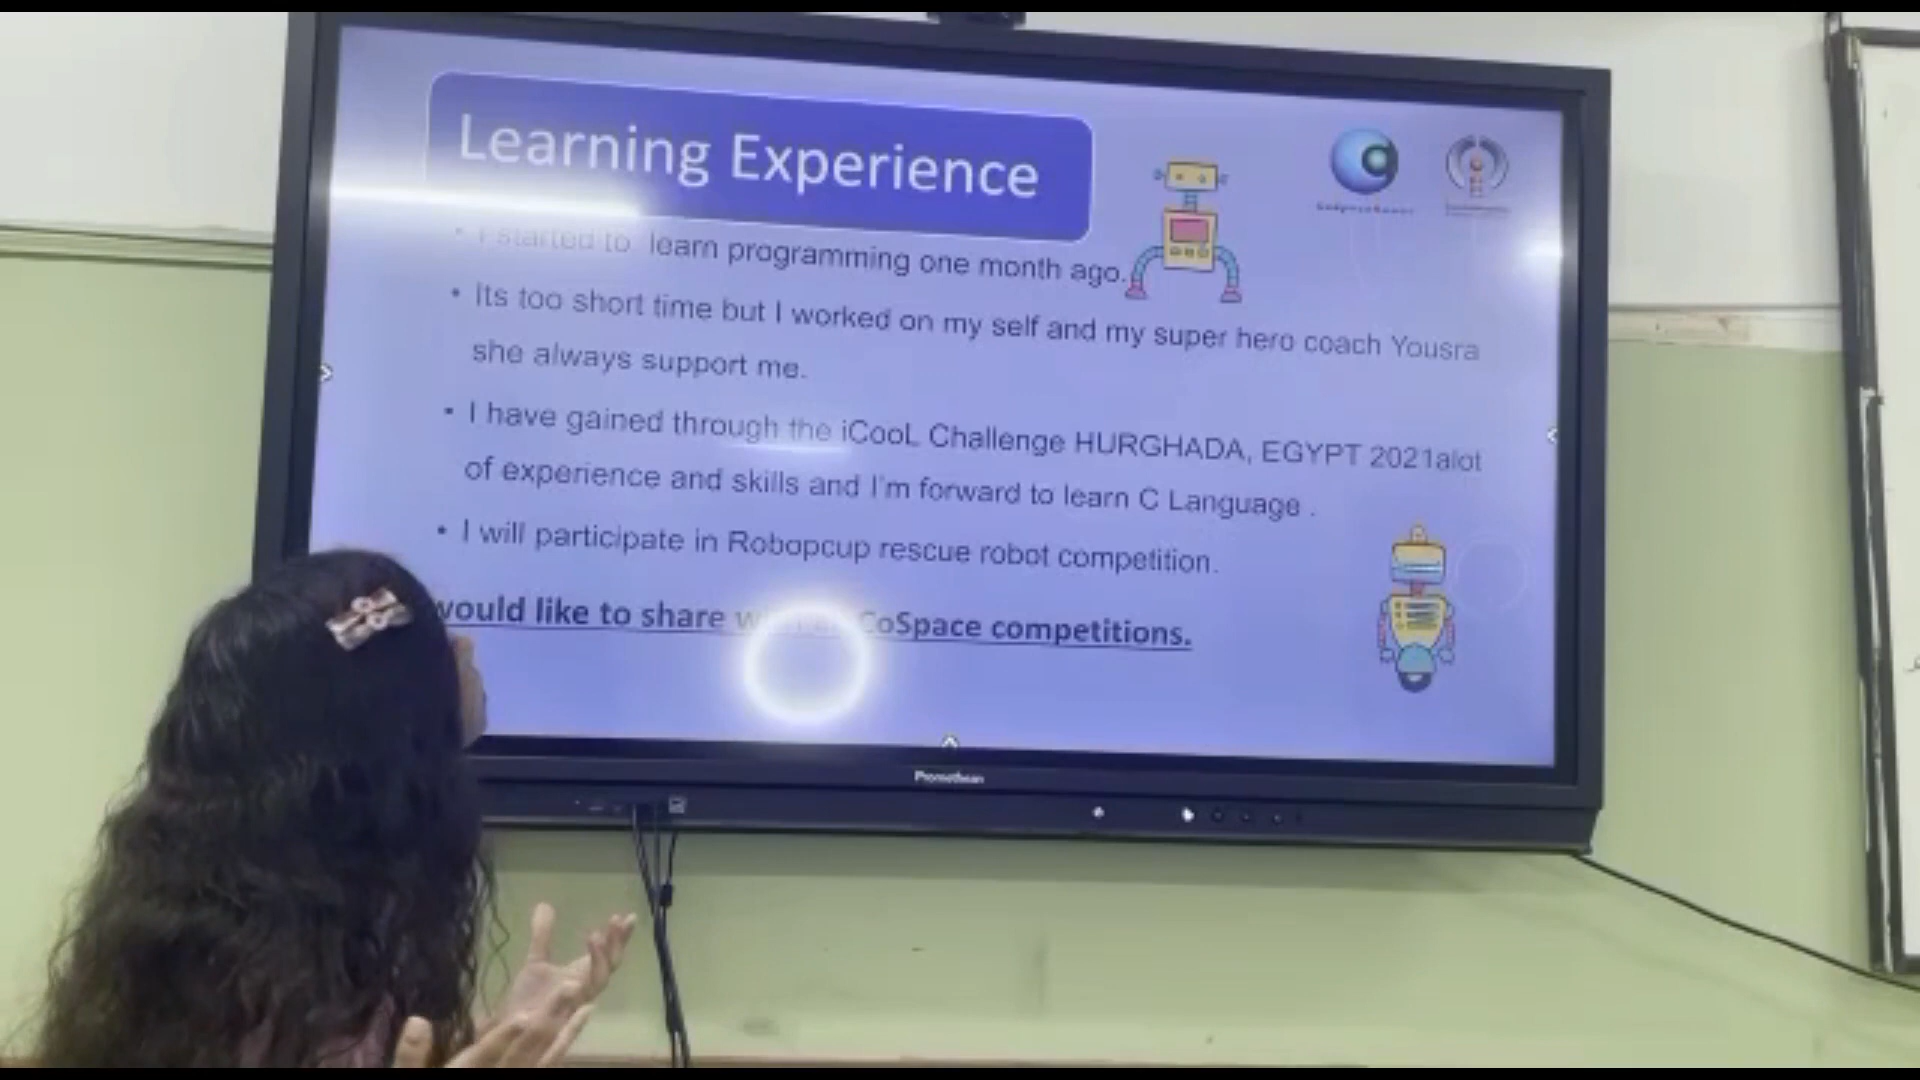 Learning Experience
• I started to learn programming one month ago.
• Its too short time but I worked on my self and my super hero coach Yousra
she always support me.
• I have gained through the iCooL Challenge HURGHADA, EGYPT 2021alot
of experience and skills and I'm forward to learn C Language .
• I will participate in Robopcup rescue robot competition.
would like to share CoSpace competitions.
Promethean